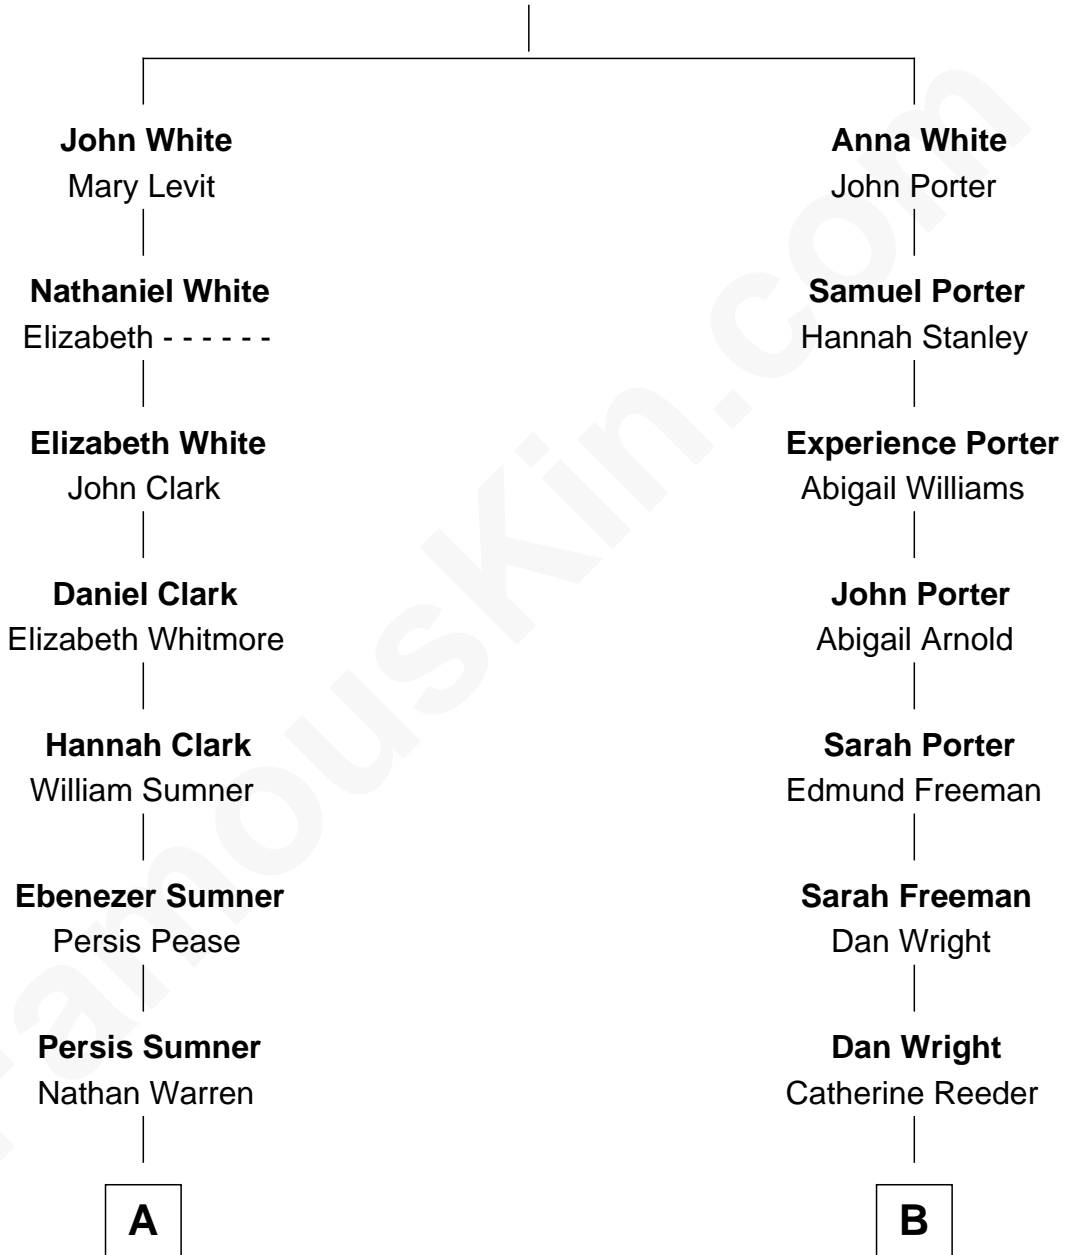 John White
Mary Levit
Anna White
John Porter
Nathaniel White
Elizabeth - - - - - -
Samuel Porter
Hannah Stanley
Elizabeth White
John Clark
Experience Porter
Abigail Williams
Daniel Clark
Elizabeth Whitmore
John Porter
Abigail Arnold
Hannah Clark
William Sumner
Sarah Porter
Edmund Freeman
Ebenezer Sumner
Persis Pease
Sarah Freeman
Dan Wright
Persis Sumner
Nathan Warren
Dan Wright
Catherine Reeder
A
B
FamousKin.com